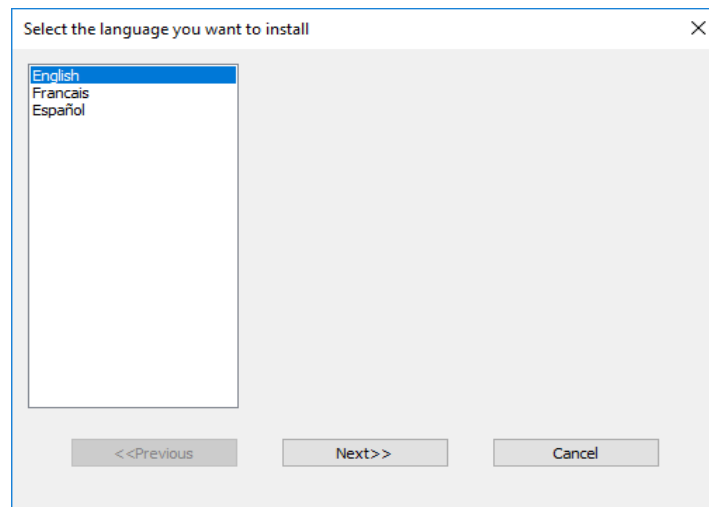 Select the language you want to install
English
Francais
Español
<<Previous
Next>>
Cancel